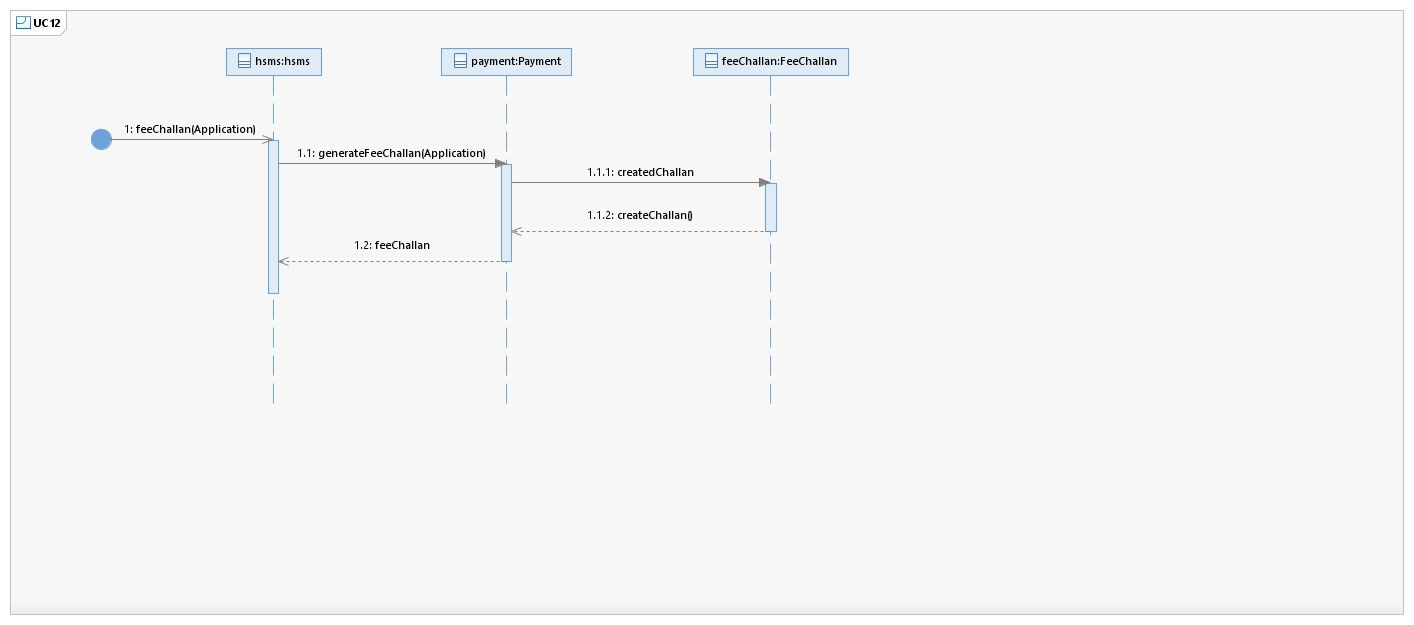 UC12
hsms:hsms
payment:Payment
feeChallan:FeeChallan
1: feeChallan(Application)
1.1: generateFeeChallan(Application)
1.1.1: createdChallan
1.1.2: createChallan()
1.2: feeChallan